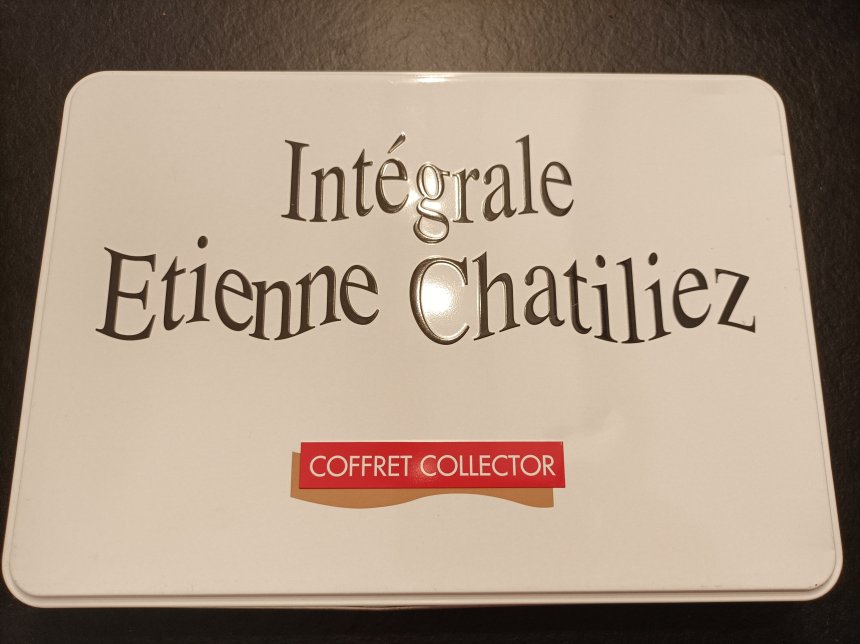 Intégrale
Etienne Chatiliez
COFFRET COLLECTOR